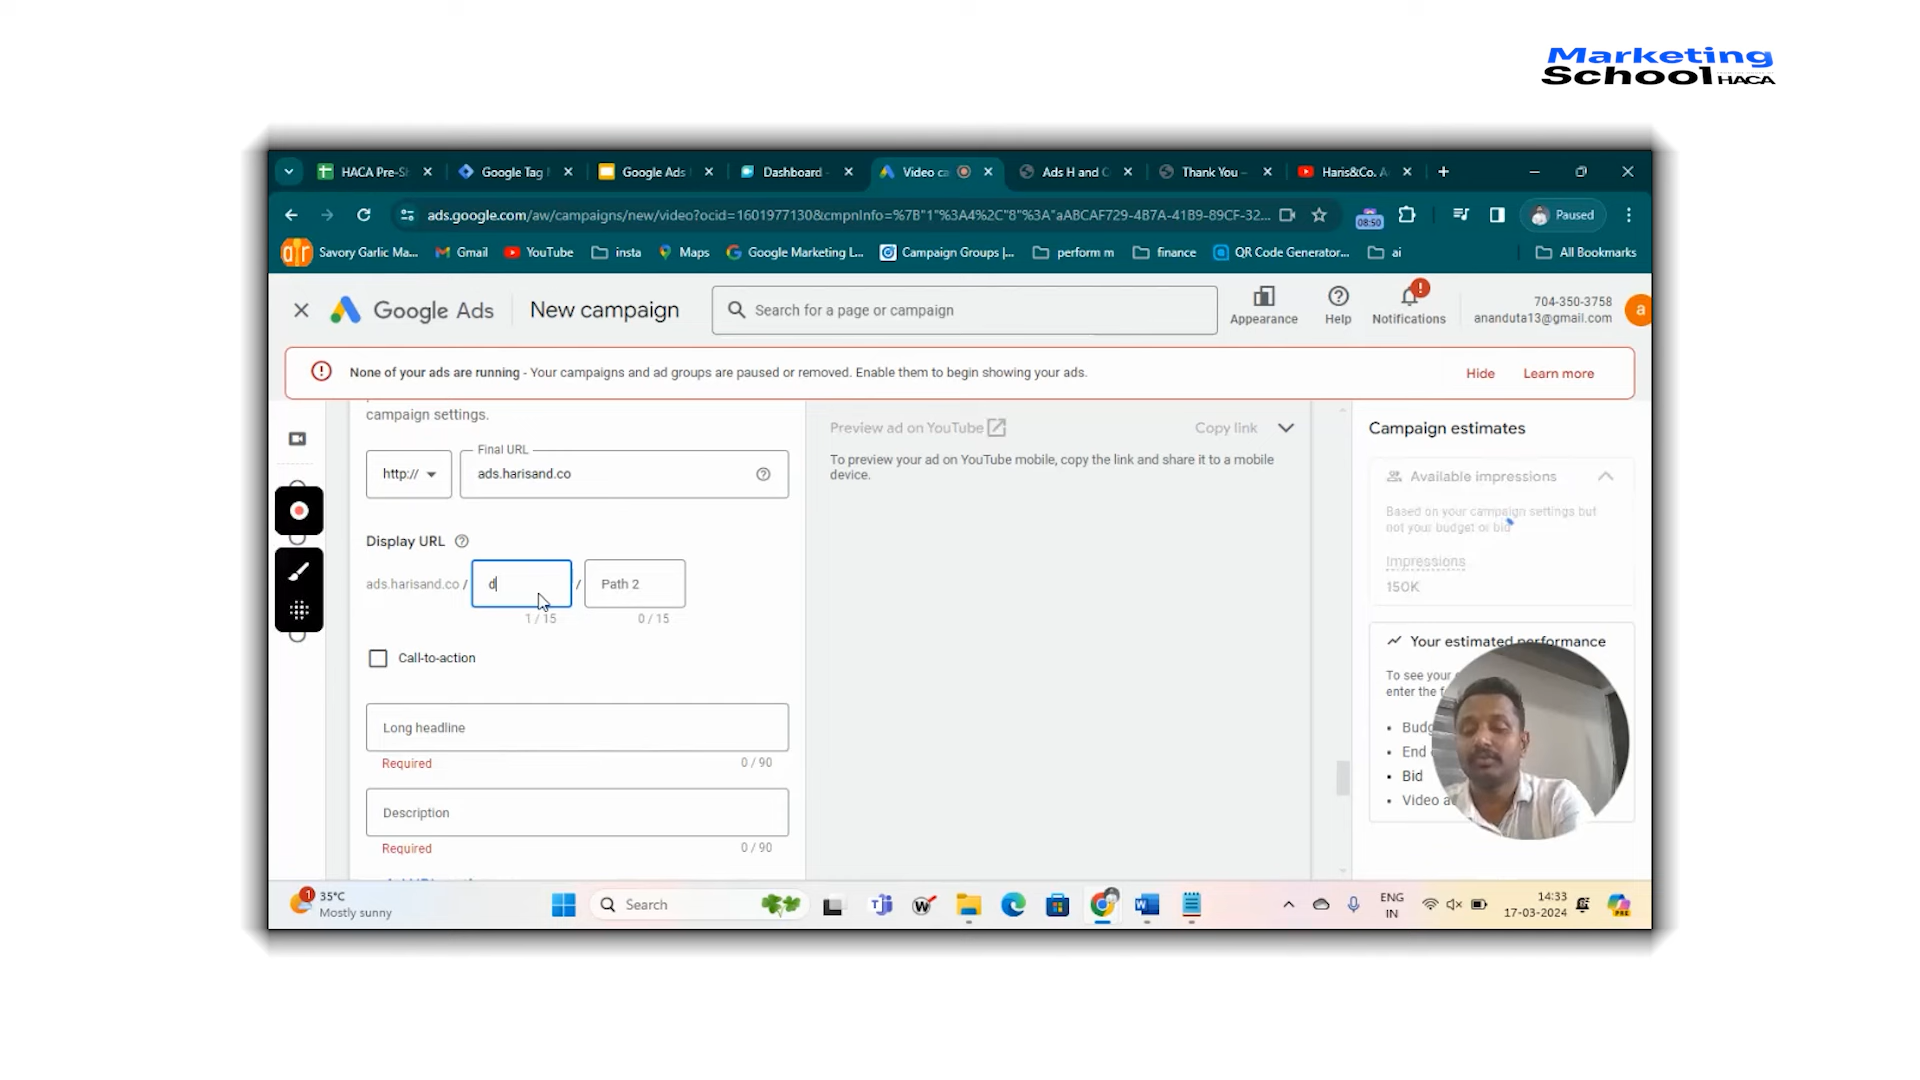 Marketing
School HACA
HACA Pre-S
Google Tag
Google Ads
Dashboard -
Video ca
Ads H and C
Thank You –
Haris&Co. A
ads.google.com/aw/campaigns/new/video?ocid=1601977130&cmpnInfo=%7B"1"%3A4%2C"8"%3A"aABCAF729-4B7A-41B9-89CF-32...
08:50
Paused
Savory Garlic Ma...
Gmail
YouTube
insta
Maps
Google Marketing L...
Campaign Groups |...
perform m
finance
QR Code Generator...
ai
All Bookmarks
Google Ads
New campaign
Search for a page or campaign
Appearance
Help
Notifications
704-350-3758
ananduta13@gmail.com
a
None of your ads are running - Your campaigns and ad groups are paused or removed. Enable them to begin showing your ads.
Hide
Learn more
campaign settings.
http://
Final URL
ads.harisand.co
Display URL
ads.harisand.co /
d
/
Path 2
1 / 15
0 / 15
Call-to-action
Long headline
Required
0 / 90
Description
Required
0 / 90
Preview ad on YouTube
Copy link
To preview your ad on YouTube mobile, copy the link and share it to a mobile
device.
Campaign estimates
Available impressions
Based on your campaign settings but
not your budget or bid
Impressions
150K
Your estimated performance
To see your
enter the f
• Budg
• End
• Bid
• Video a
1
35°C
Mostly sunny
Search
ENG
IN
14:33
17-03-2024